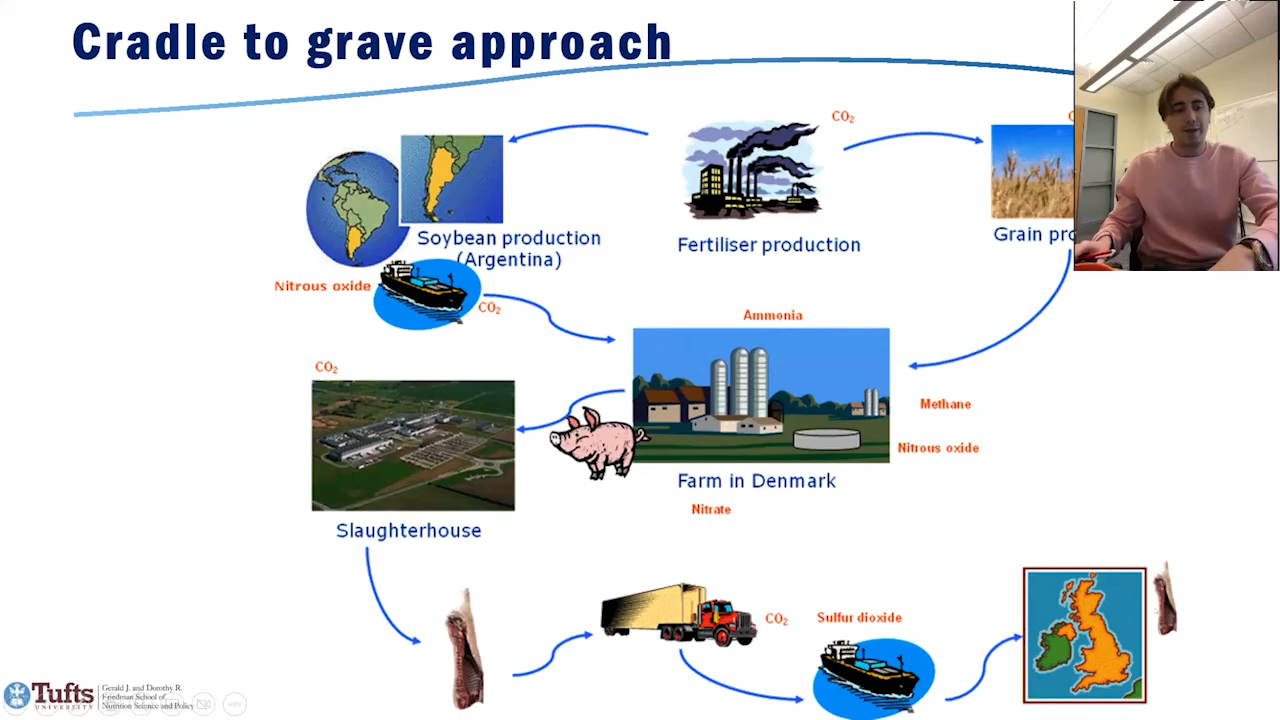 Cradle to grave approach
CO₂
Soybean production
(Argentina)
Fertiliser production
Grain
Nitrous oxide
CO₂
Ammonia
CO₂
Methane
Nitrous oxide
Farm in Denmark
Nitrate
Slaughterhouse
CO₂
Sulfur dioxide
Tufts
UNIVERSITY
Gerald J. and Dorothy R.
Friedman School of
Nutrition Science and Policy